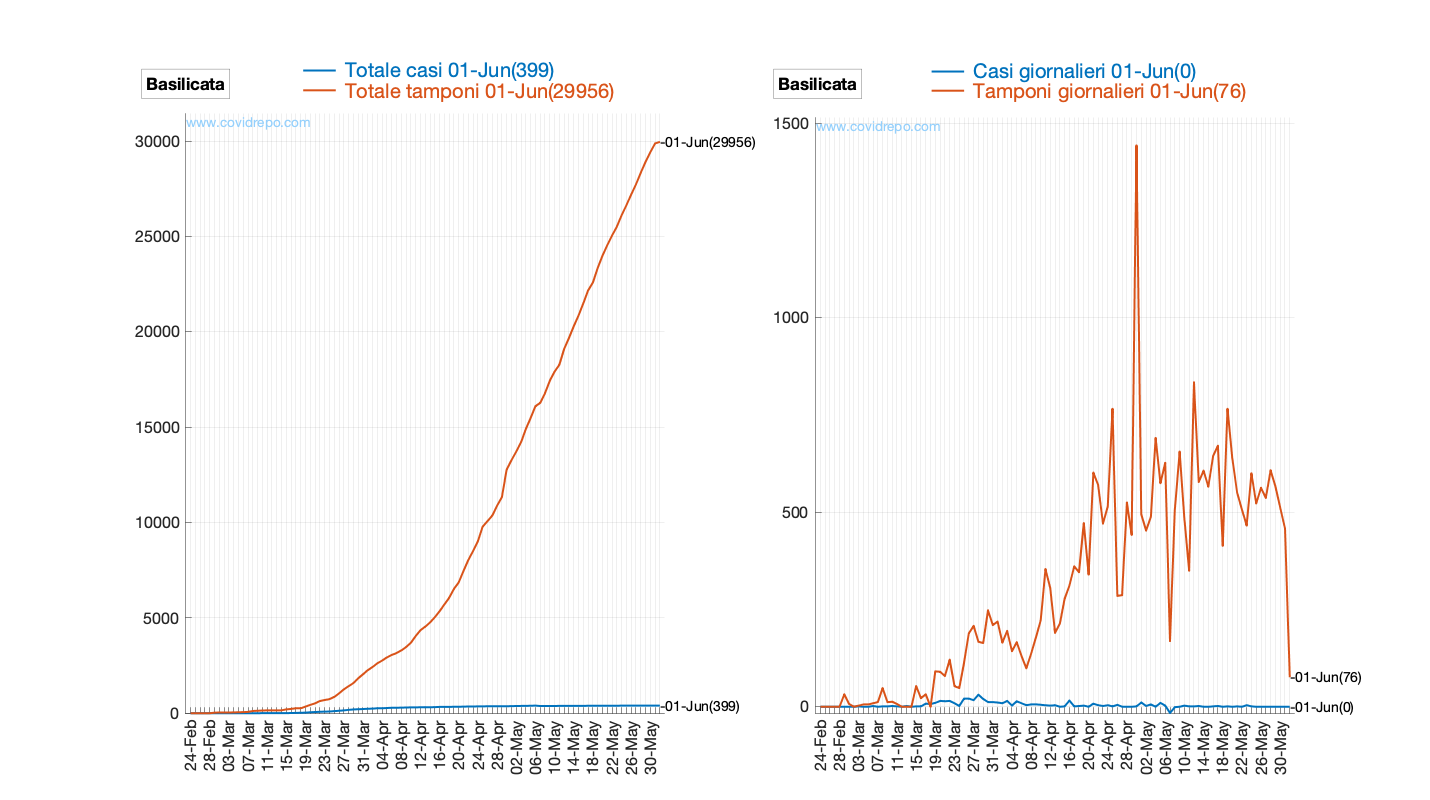 Basilicata
Totale casi 01-Jun(399)
Totale tamponi 01-Jun(29956)
www.covidrepo.com
30000
25000
20000
15000
10000
5000
0
01-Jun(29956)
01-Jun(399)
24-Feb
28-Feb
03-Mar
07-Mar
11-Mar
15-Mar
19-Mar
23-Mar
27-Mar
31-Mar
04-Apr
08-Apr
12-Apr
16-Apr
20-Apr
24-Apr
28-Apr
02-May
06-May
10-May
14-May
18-May
22-May
26-May
30-May
Basilicata
Casi giornalieri 01-Jun(0)
Tamponi giornalieri 01-Jun(76)
www.covidrepo.com
1500
1000
500
0
01-Jun(76)
01-Jun(0)
24-Feb
28-Feb
03-Mar
07-Mar
11-Mar
15-Mar
19-Mar
23-Mar
27-Mar
31-Mar
04-Apr
08-Apr
12-Apr
16-Apr
20-Apr
24-Apr
28-Apr
02-May
06-May
10-May
14-May
18-May
22-May
26-May
30-May